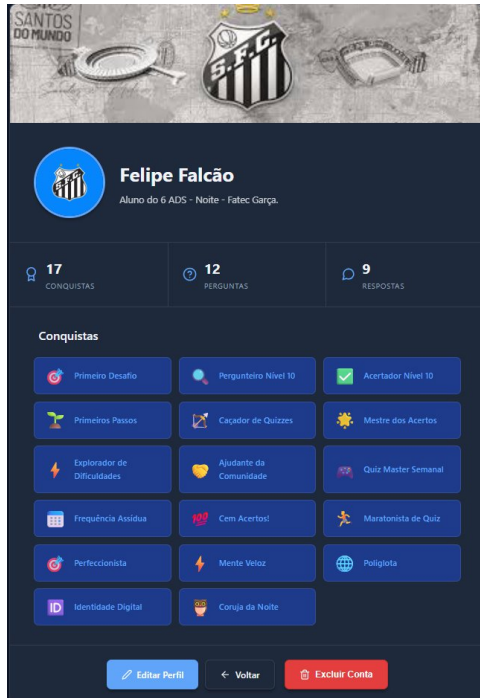 SANTOS
DO MUNDO
S.F.C.
Felipe Falcão
Aluno do 6 ADS - Noite - Fatec Garça.
17
CONQUISTAS
12
PERGUNTAS
9
RESPOSTAS
Conquistas
Primeiro Desafio
Pergunteiro Nível 10
Acertador Nível 10
Primeiros Passos
Caçador de Quizzes
Mestre dos Acertos
Explorador de
Dificuldades
Ajudante da
Comunidade
Quiz Master Semanal
Frequência Assídua
100
Cem Acertos!
Maratonista de Quiz
Perfeccionista
Mente Veloz
Poliglota
ID
Identidade Digital
Coruja da Noite
Editar Perfil
← Voltar
Excluir Conta